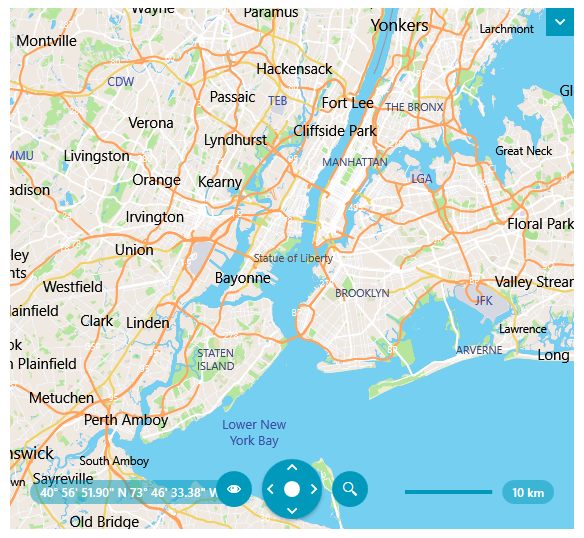 Wayne
Paramus
Yonkers
Larchmont
Montville
Hackensack
CDW
Passaic
TEB
Fort Lee
THE BRONX
Verona
Cliffside Park
Lyndhurst
Great Neck
MMU
Livingston
MANHATTAN
Orange
Kearny
LGA
adison
Irvington
Floral Park
Union
Statue of Liberty
ley
nts
Bayonne
Westfield
Valley Strear
BROOKLYN
JFK
lainfield
Clark
Linden
Lawrence
ok
STATEN
ISLAND
ARVERNE
Long
n Plainfield
Metuchen
Perth Amboy
Lower New
York Bay
nswick
South Amboy
wn
Sayreville
40° 56' 51.90" N 73° 46' 33.38" W
10 km
Old Bridge